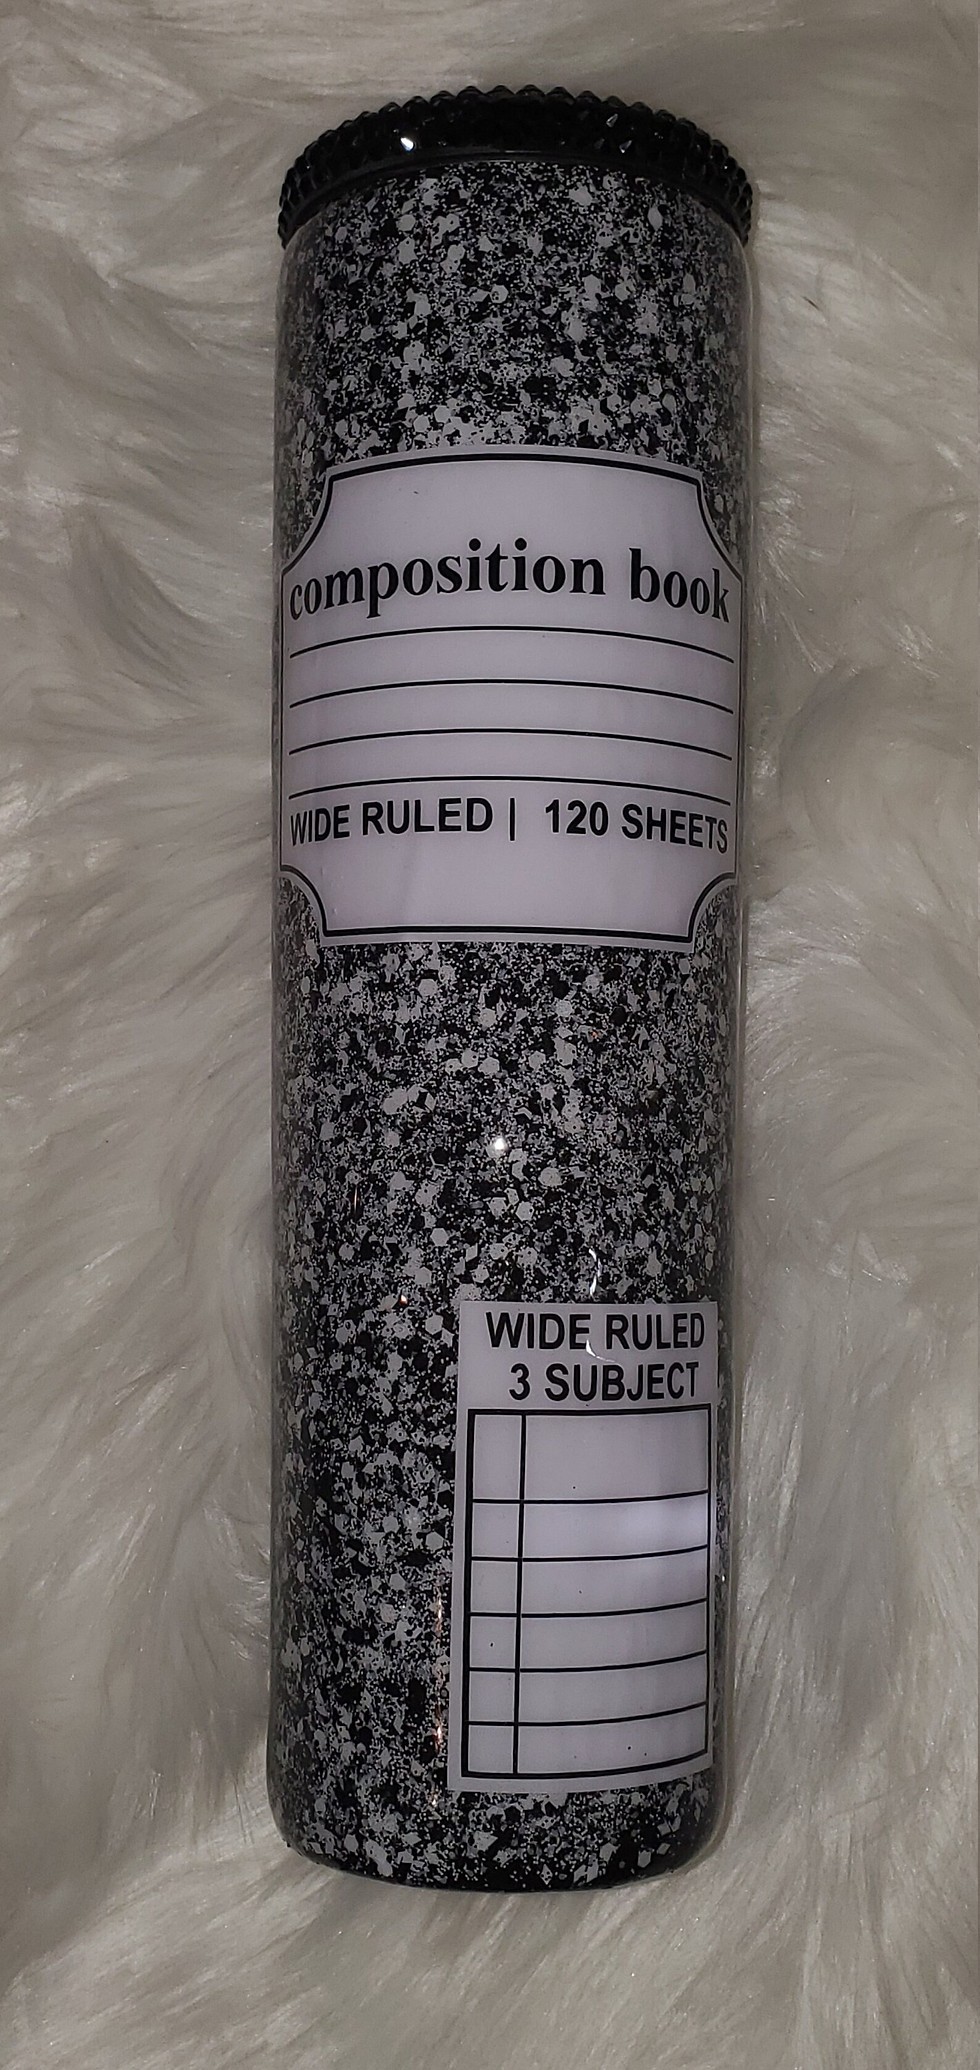 composition book
WIDE RULED | 120 SHEETS
WIDE RULED
3 SUBJECT